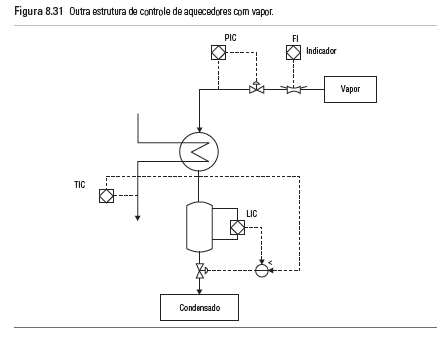 Figura 8.31 Outra estrutura de controle de aquecedores com vapor.
PIC
FI
Indicador
Vapor
TIC
LIC
<
Condensado